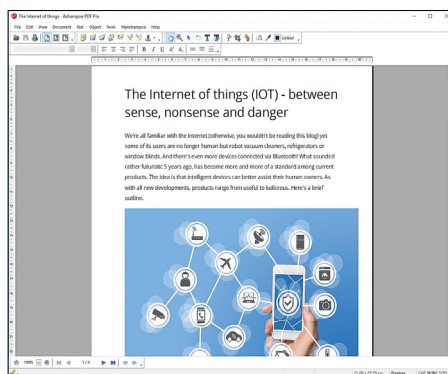 The Internet of things - Ashampoo PDF Pro
File Edit View Document Text Object Tools MyAshampoo Help
Colour
The Internet of things (IOT) - between
sense, nonsense and danger
We're all familiar with the Internet (otherwise, you wouldn't be reading this blog) yet
some of its users are no longer human but robot vacuum cleaners, refrigerators or
window blinds. And there's even more devices connected via Bluetooth! What sounded
rather futuristic 5 years ago, has become more and more of a standard among current
products. The idea is that intelligent devices can better assist their human owners. As
with all new developments, products range from useful to ludicrous. Here's a brief
outline.
100%
1/4
Preview